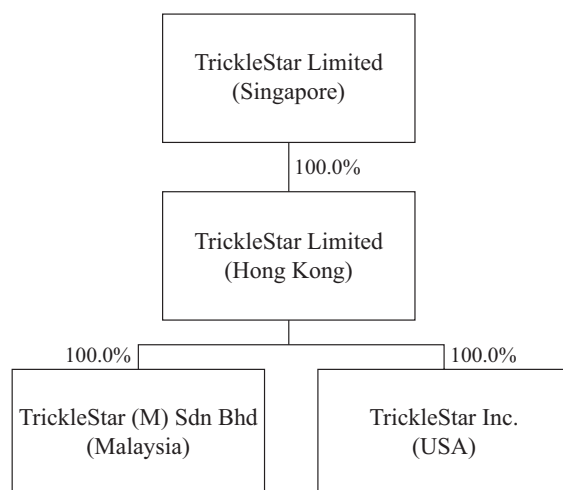 TrickleStar Limited
(Singapore)
100.0%
TrickleStar Limited
(Hong Kong)
100.0%
100.0%
TrickleStar (M) Sdn Bhd
(Malaysia)
TrickleStar Inc.
(USA)